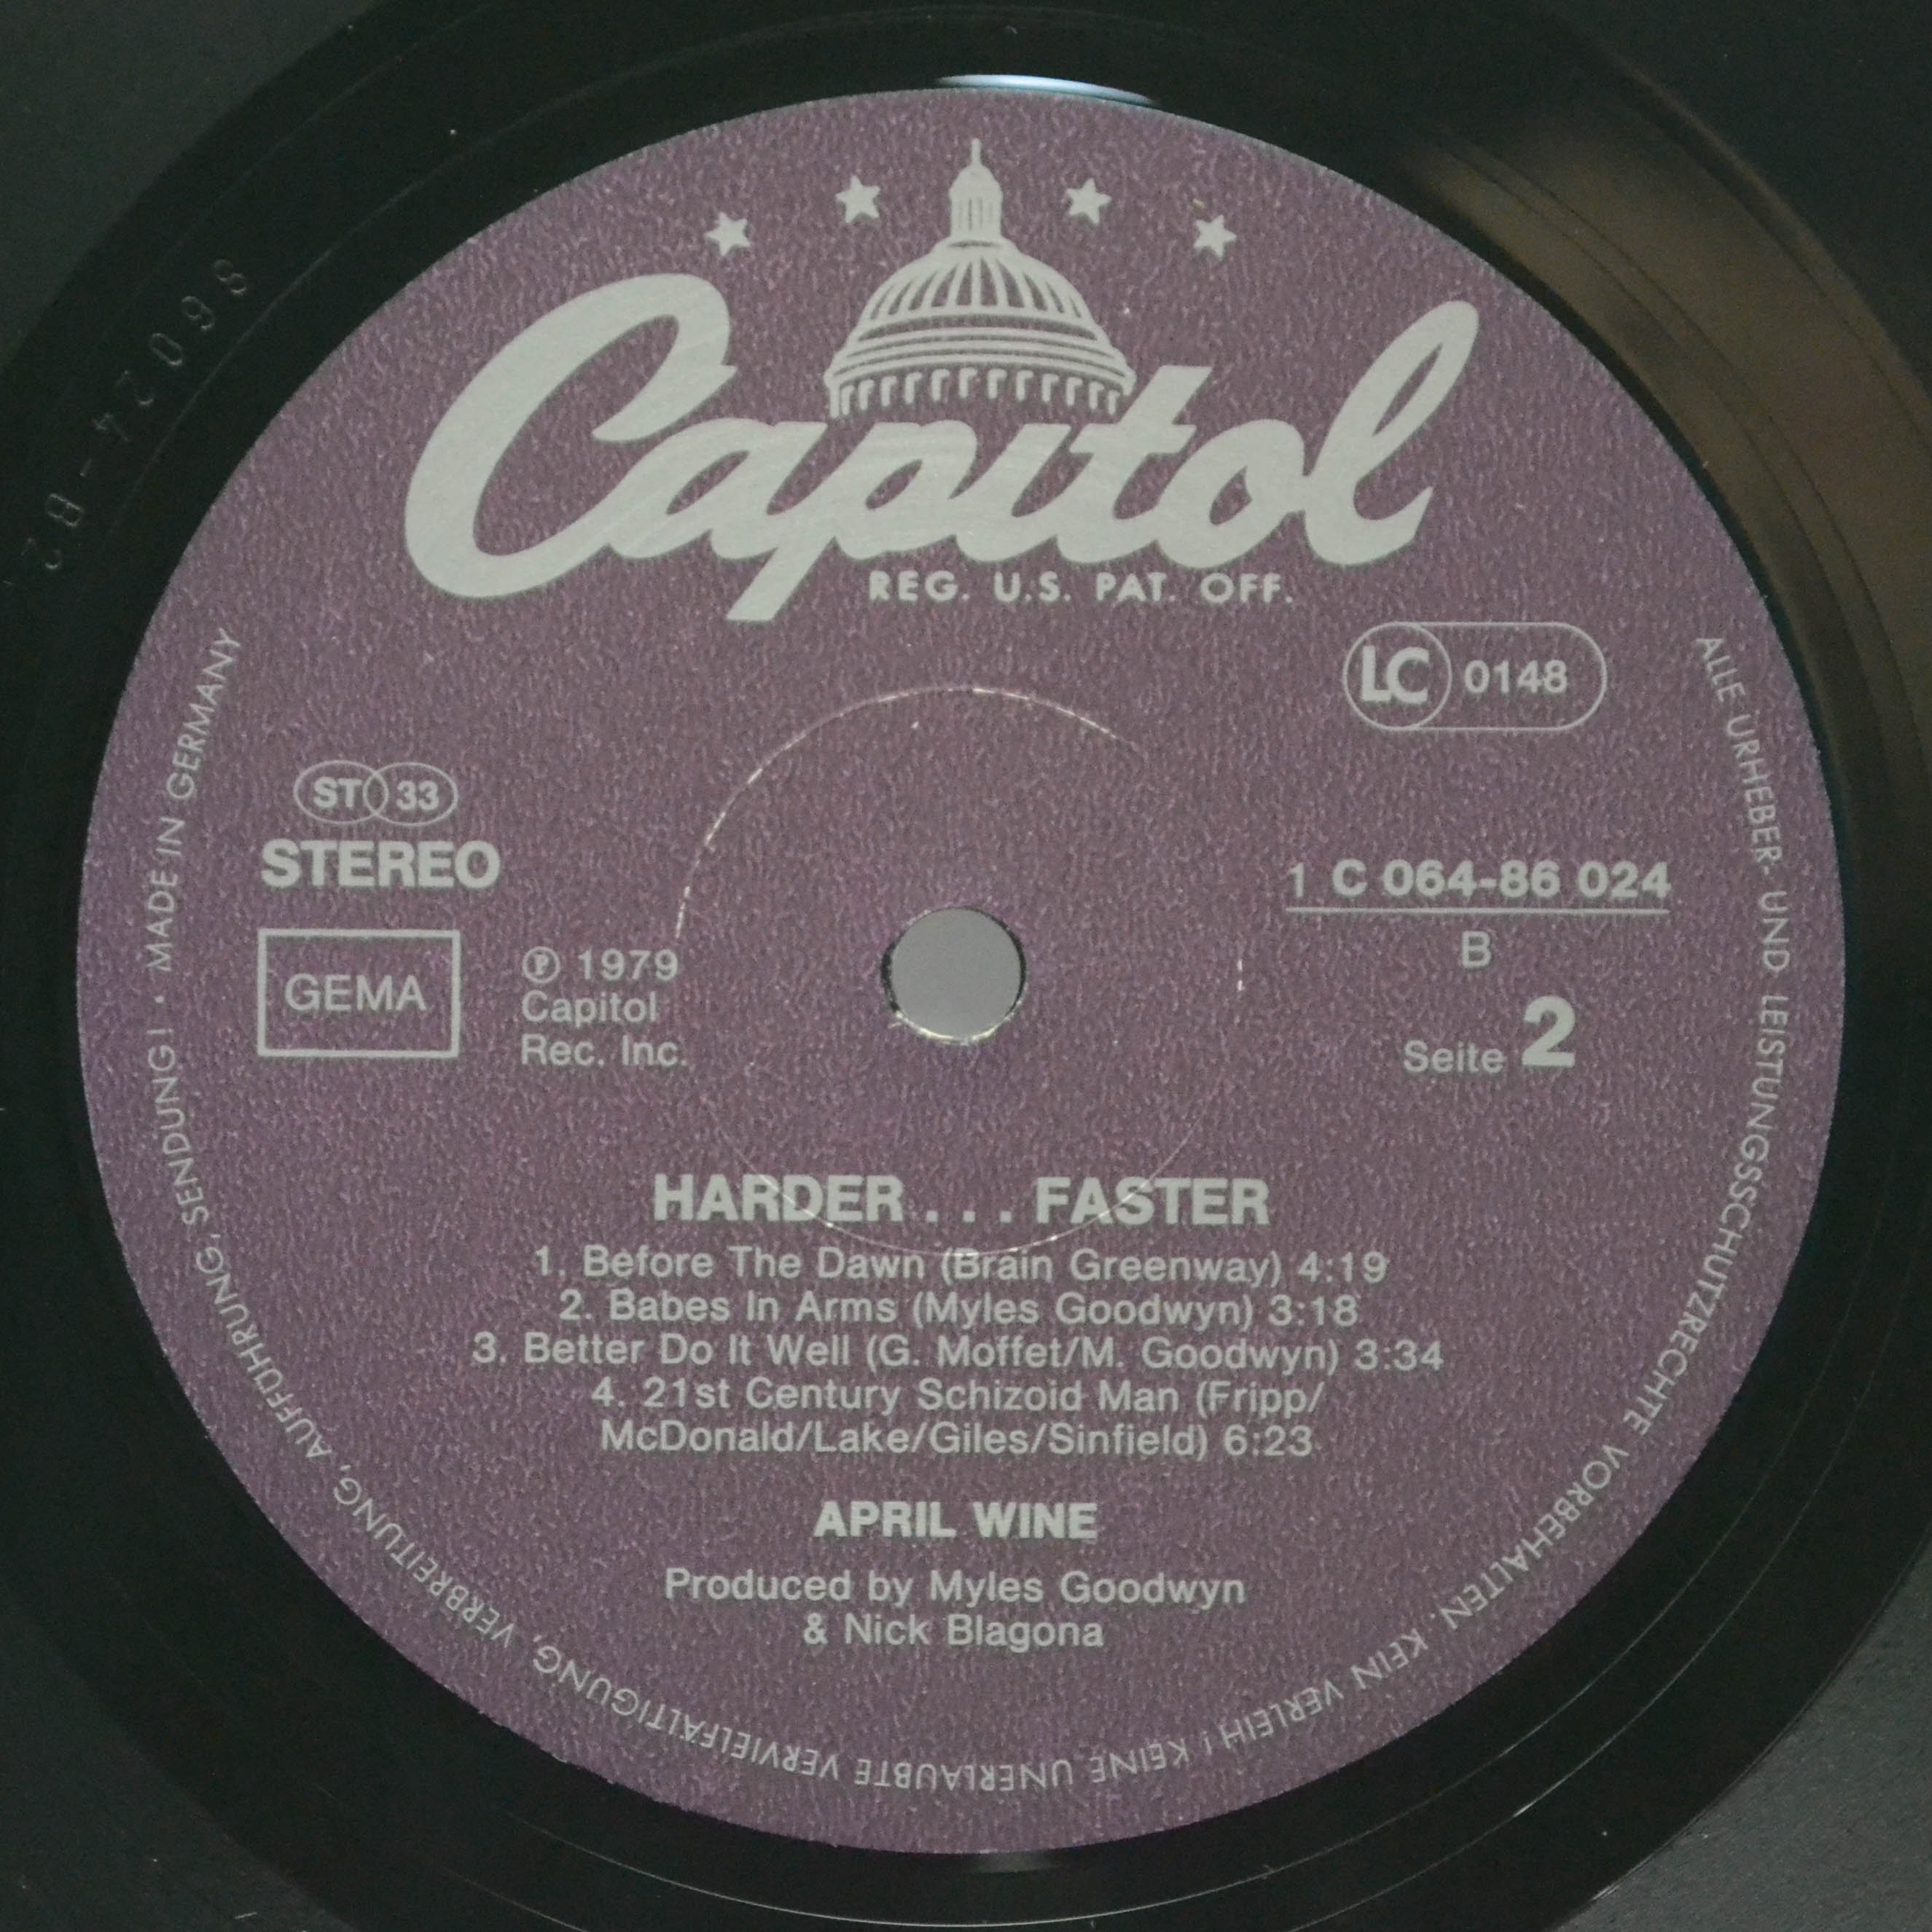 Capitol
REG. U.S. PAT. OFF.
LC 0148
ST 33
STEREO
GEMA
℗ 1979
Capitol
Rec. Inc.
1 C 064-86 024
B
Seite 2
HARDER . . . FASTER
1. Before The Dawn (Brain Greenway) 4:19
2. Babes In Arms (Myles Goodwyn) 3:18
3. Better Do It Well (G. Moffet/M. Goodwyn) 3:34
4. 21st Century Schizoid Man (Fripp/
McDonald/Lake/Giles/Sinfield) 6:23
APRIL WINE
Produced by Myles Goodwyn
& Nick Blagona
ALLE URHEBER- UND LEISTUNGSSCHUTZRECHTE VORBEHALTEN. KEIN VERLEIH! KEINE UNERLAUBTE VERVIELFÄLTIGUNG, VERBREITUNG, AUFFÜHRUNG, SENDUNG! · MADE IN GERMANY
86024-B2